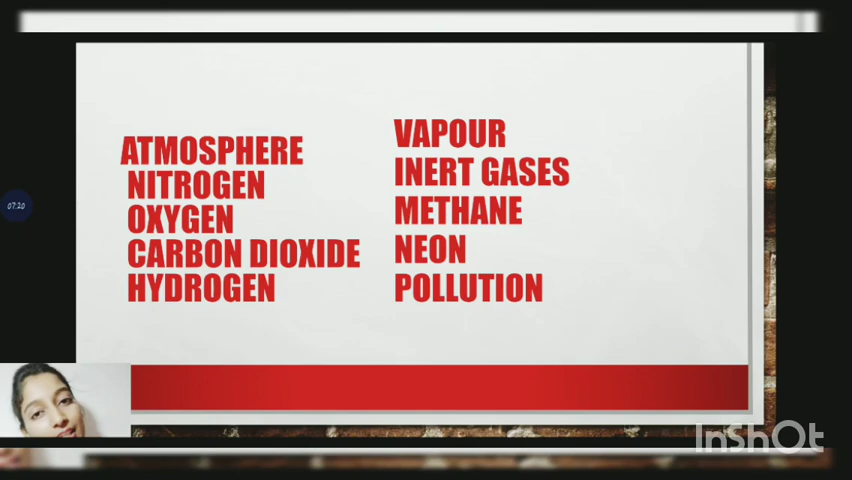 ATMOSPHERE
NITROGEN
OXYGEN
CARBON DIOXIDE
HYDROGEN
VAPOUR
INERT GASES
METHANE
NEON
POLLUTION
07:20
InShOt